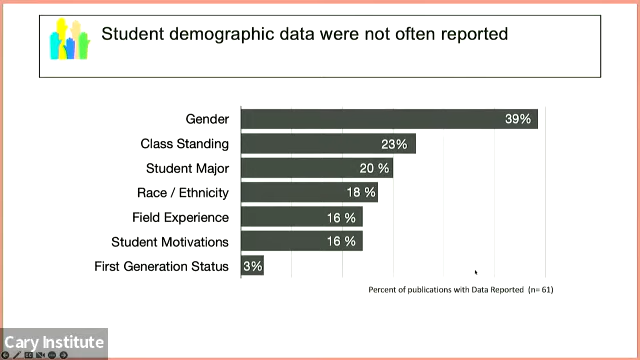 Student demographic data were not often reported
Gender 39%
Class Standing 23%
Student Major 20 %
Race / Ethnicity 18 %
Field Experience 16 %
Student Motivations 16 %
First Generation Status 3%
Percent of publications with Data Reported (n= 61)
Cary Institute